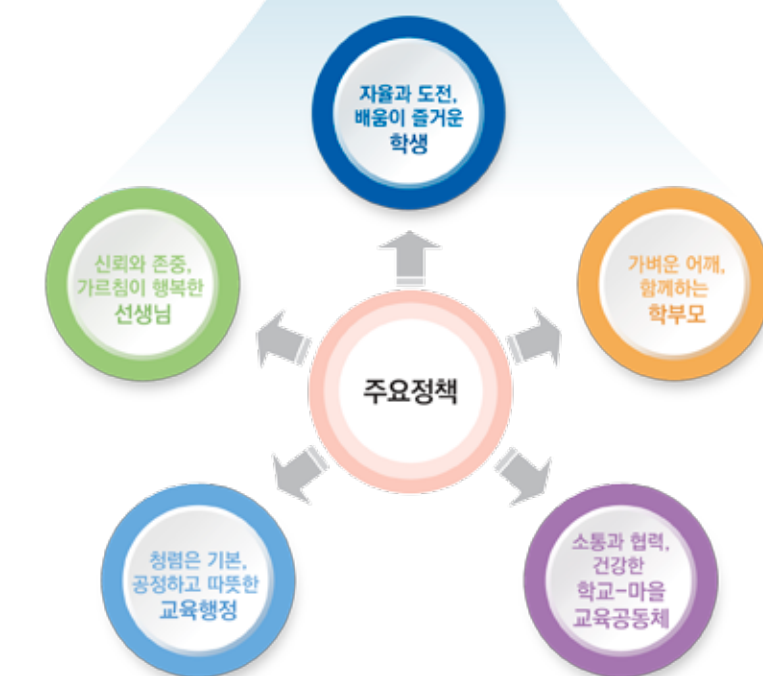 자율과 도전,
배움이 즐거운
학생
신뢰와 존중,
가르침이 행복한
선생님
가벼운 어깨,
함께하는
학부모
주요정책
청렴은 기본,
공정하고 따뜻한
교육행정
소통과 협력,
건강한
학교-마을
교육공동체